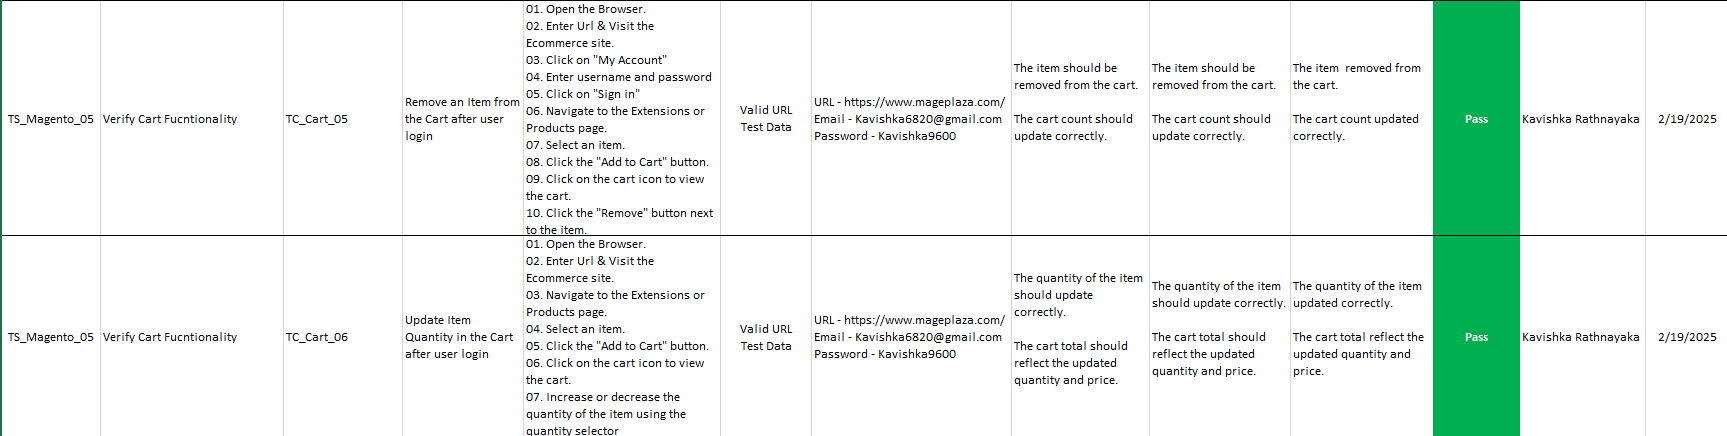 TS_Magento_05
Verify Cart Fucntionality
TC_Cart_05
Remove an Item from
the Cart after user
login
01. Open the Browser.
02. Enter Url & Visit the
Ecommerce site.
03. Click on "My Account"
04. Enter username and password
05. Click on "Sign in"
06. Navigate to the Extensions or
Products page.
07. Select an item.
08. Click the "Add to Cart" button.
09. Click on the cart icon to view
the cart.
10. Click the "Remove" button next
to the item.
Valid URL
Test Data
URL - https://www.mageplaza.com/
Email - Kavishka6820@gmail.com
Password - Kavishka9600
The item should be
removed from the cart.
The cart count should
update correctly.
The item should be
removed from the cart.
The cart count should
update correctly.
The item  removed from
the cart.
The cart count updated
correctly.
Pass
Kavishka Rathnayaka
2/19/2025
TS_Magento_05
Verify Cart Fucntionality
TC_Cart_06
Update Item
Quantity in the Cart
after user login
01. Open the Browser.
02. Enter Url & Visit the
Ecommerce site.
03. Navigate to the Extensions or
Products page.
04. Select an item.
05. Click the "Add to Cart" button.
06. Click on the cart icon to view
the cart.
07. Increase or decrease the
quantity of the item using the
quantity selector
Valid URL
Test Data
URL - https://www.mageplaza.com/
Email - Kavishka6820@gmail.com
Password - Kavishka9600
The quantity of the item
should update
correctly.
The cart total should
reflect the updated
quantity and price.
The quantity of the item
should update correctly.
The cart total should
reflect the updated
quantity and price.
The quantity of the item
updated correctly.
The cart total reflect the
updated quantity and
price.
Pass
Kavishka Rathnayaka
2/19/2025